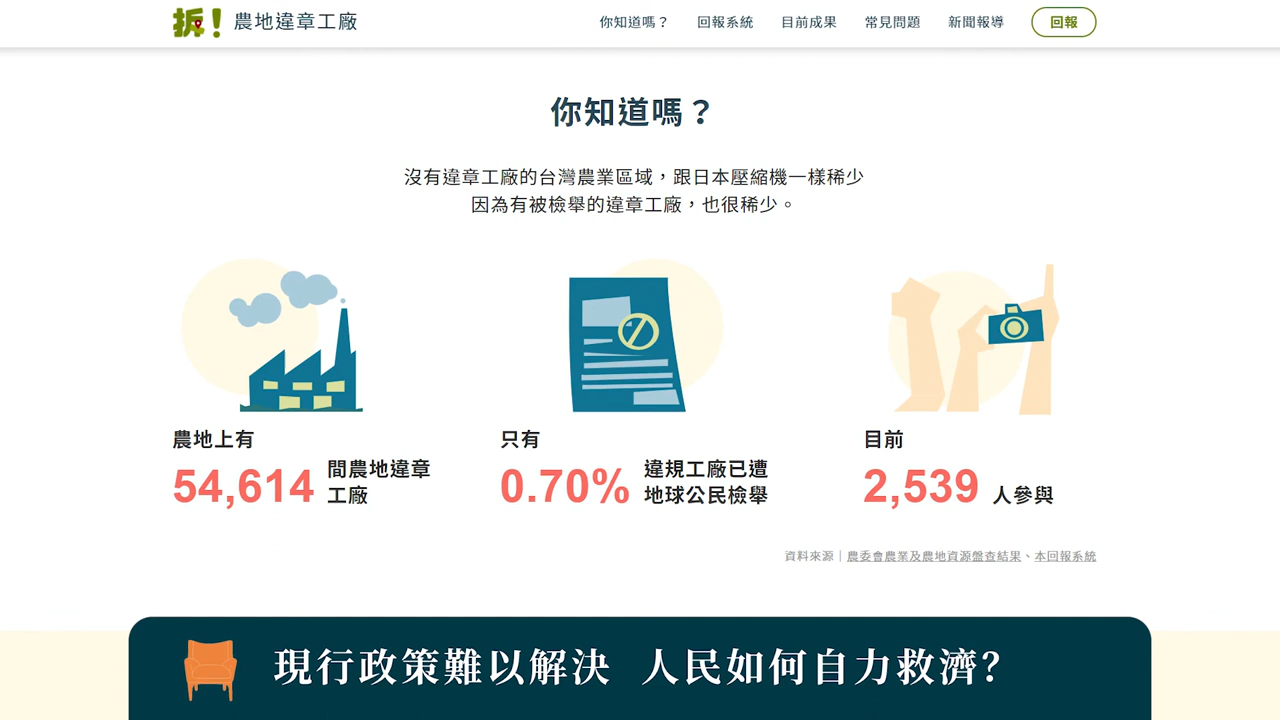 拆！農地違章工廠
你知道嗎？ 回報系統 目前成果 常見問題 新聞報導 回報
你知道嗎？
沒有違章工廠的台灣農業區域，跟日本壓縮機一樣稀少
因為有被檢舉的違章工廠，也很稀少。
農地上有
54,614 間農地違章
工廠
只有
0.70% 違規工廠已遭
地球公民檢舉
目前
2,539 人參與
資料來源｜農委會農業及農地資源盤查結果、本回報系統
現行政策難以解決 人民如何自力救濟？